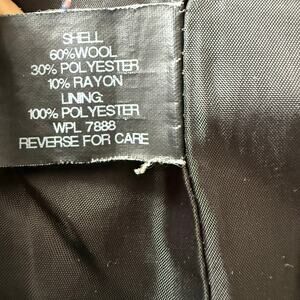 SHELL
60%WOOL
30% POLYESTER
10% RAYON
LINING:
100% POLYESTER
WPL 7888
REVERSE FOR CARE